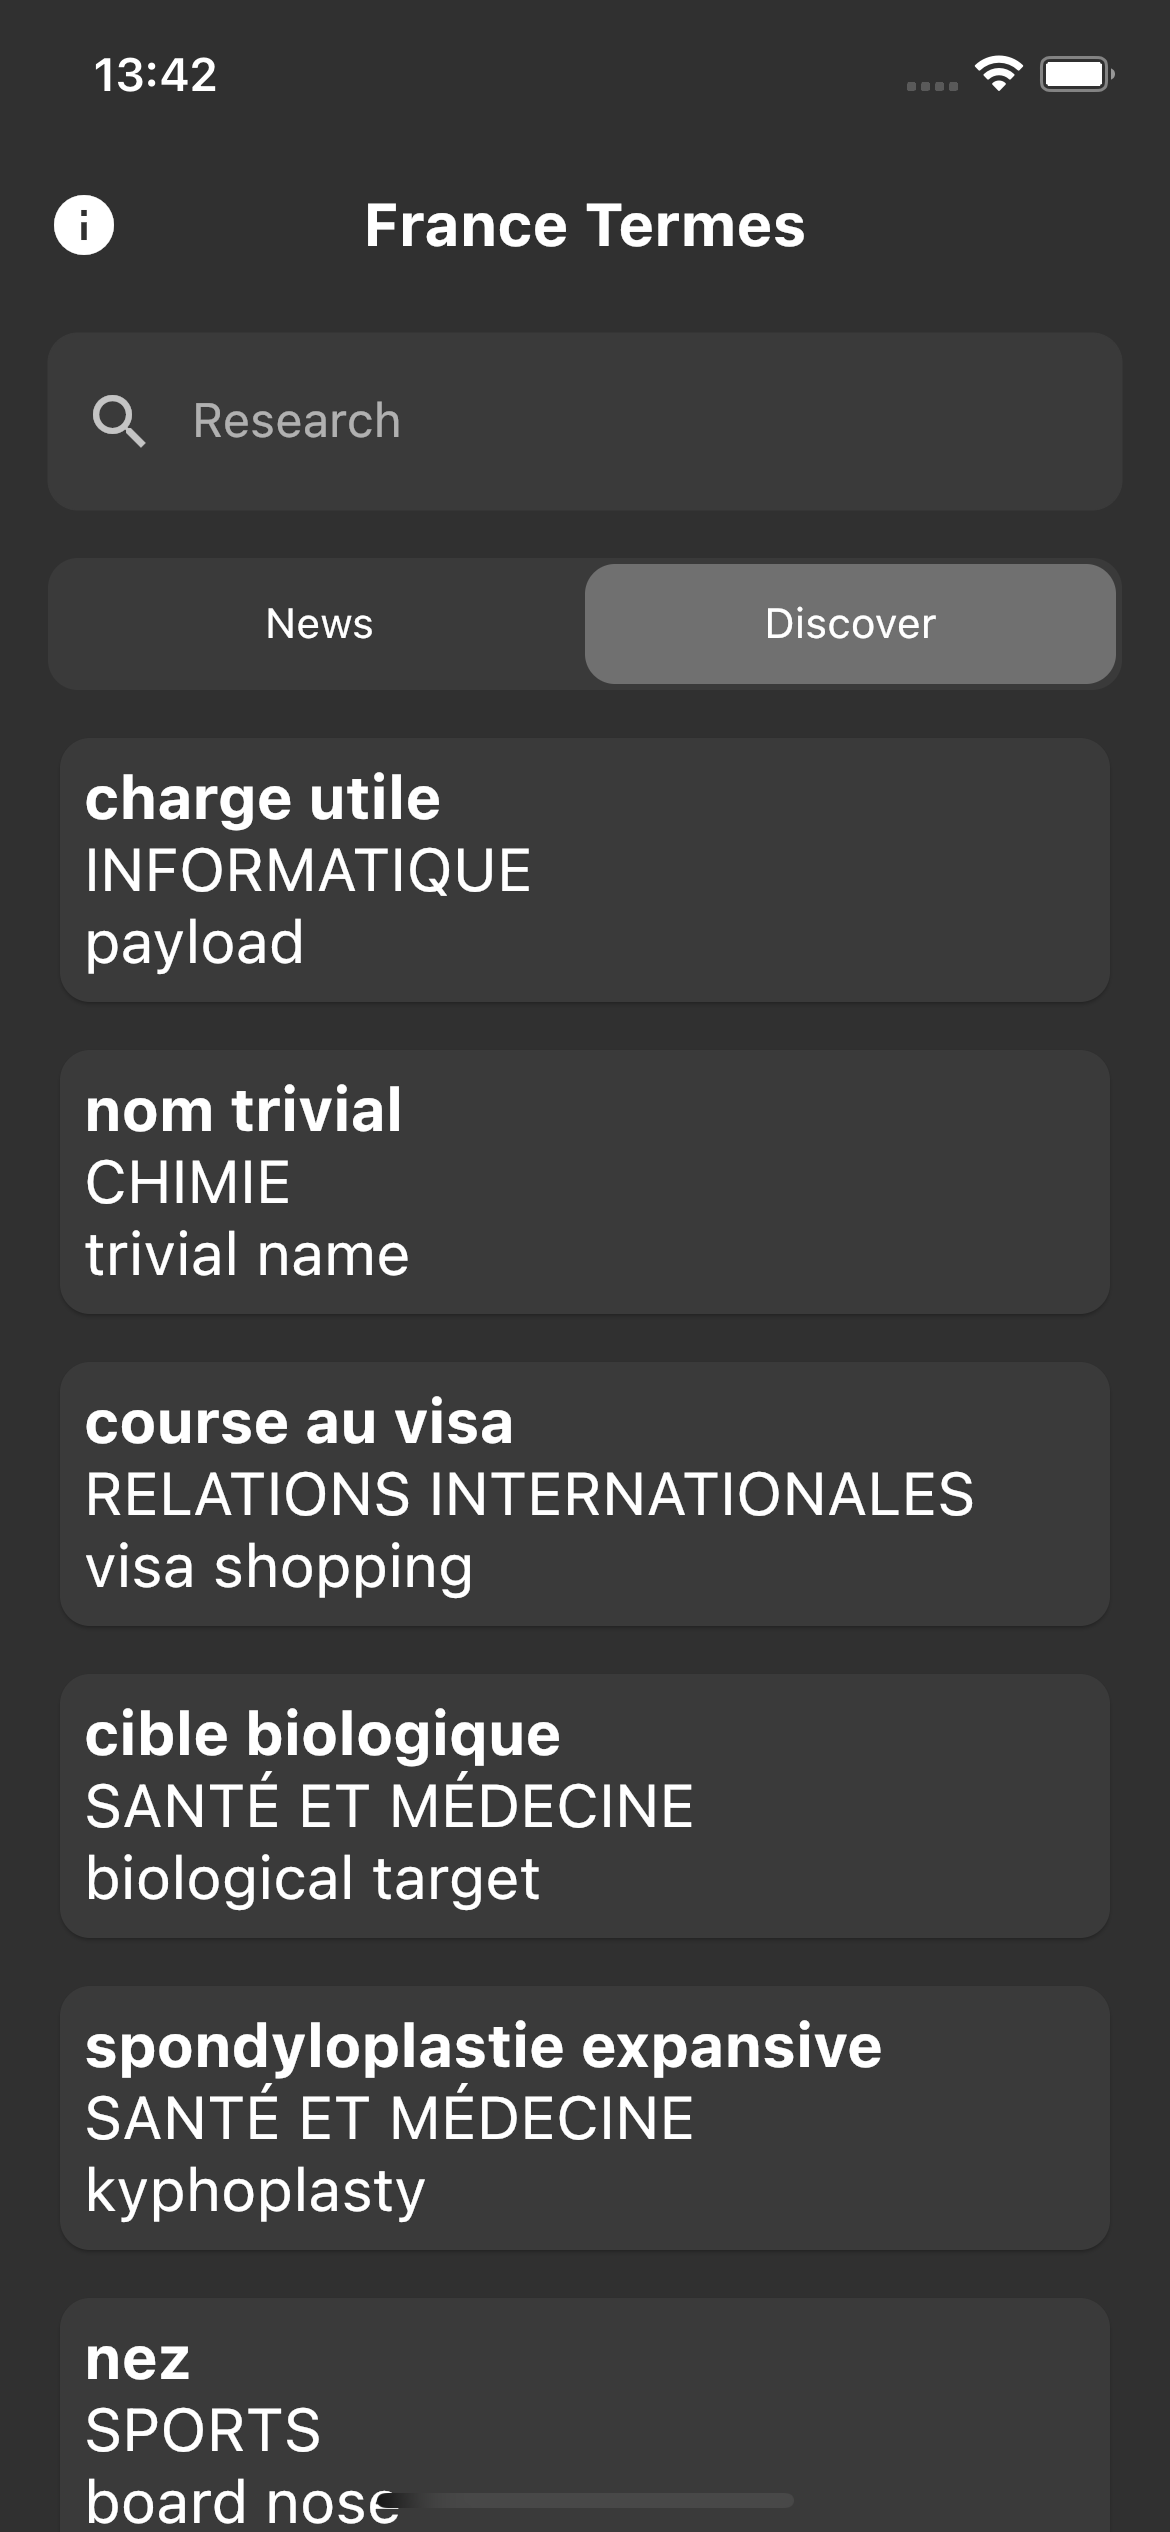 13:42
France Termes
Research
News
Discover
charge utile
INFORMATIQUE
payload
nom trivial
CHIMIE
trivial name
course au visa
RELATIONS INTERNATIONALES
visa shopping
cible biologique
SANTÉ ET MÉDECINE
biological target
spondyloplastie expansive
SANTÉ ET MÉDECINE
kyphoplasty
nez
SPORTS
board nose